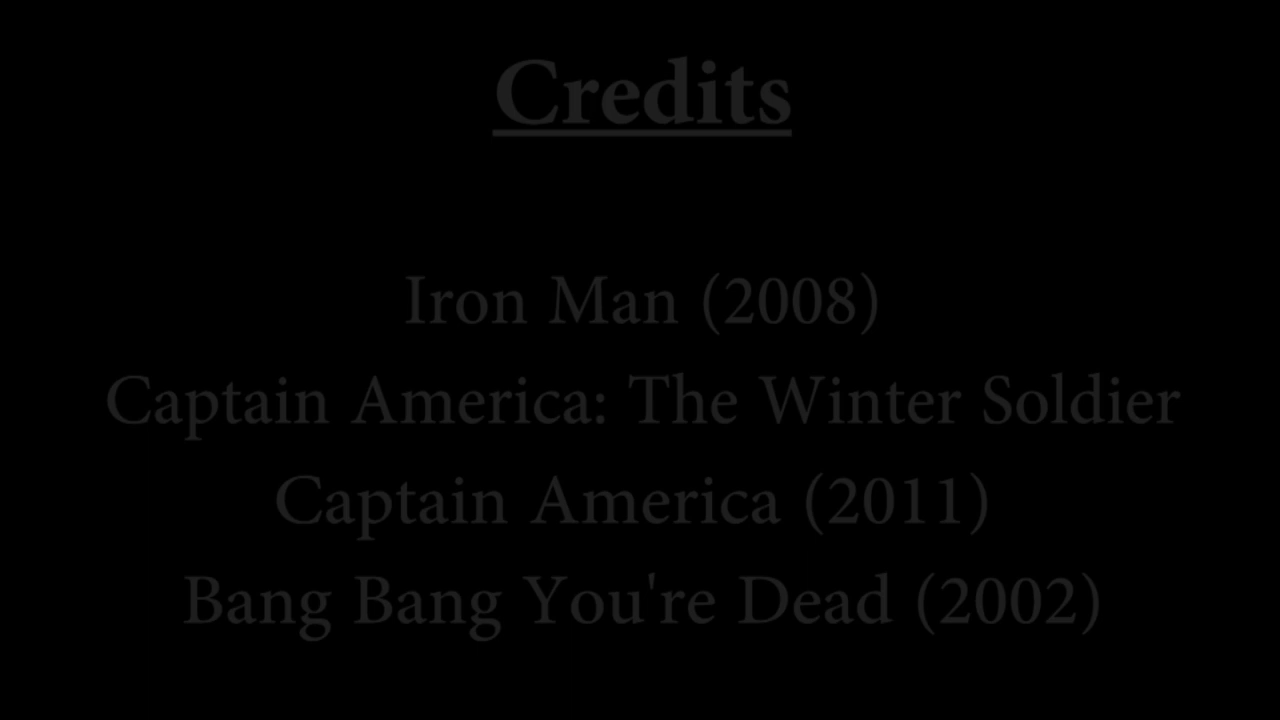 Credits
Iron Man (2008)
Captain America: The Winter Soldier
Captain America (2011)
Bang Bang You're Dead (2002)